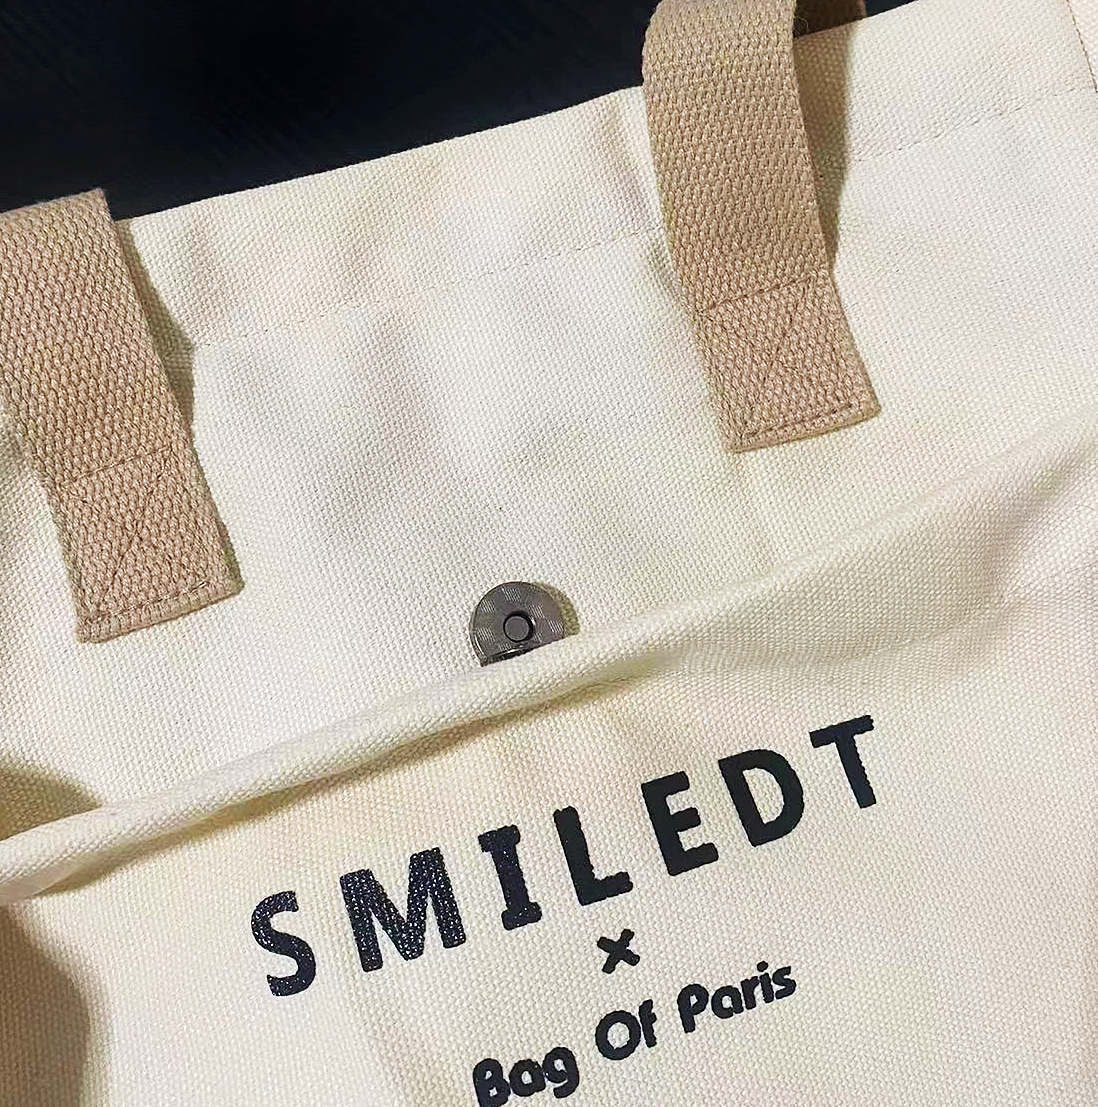 SMILEDT
×
Bag Of Paris